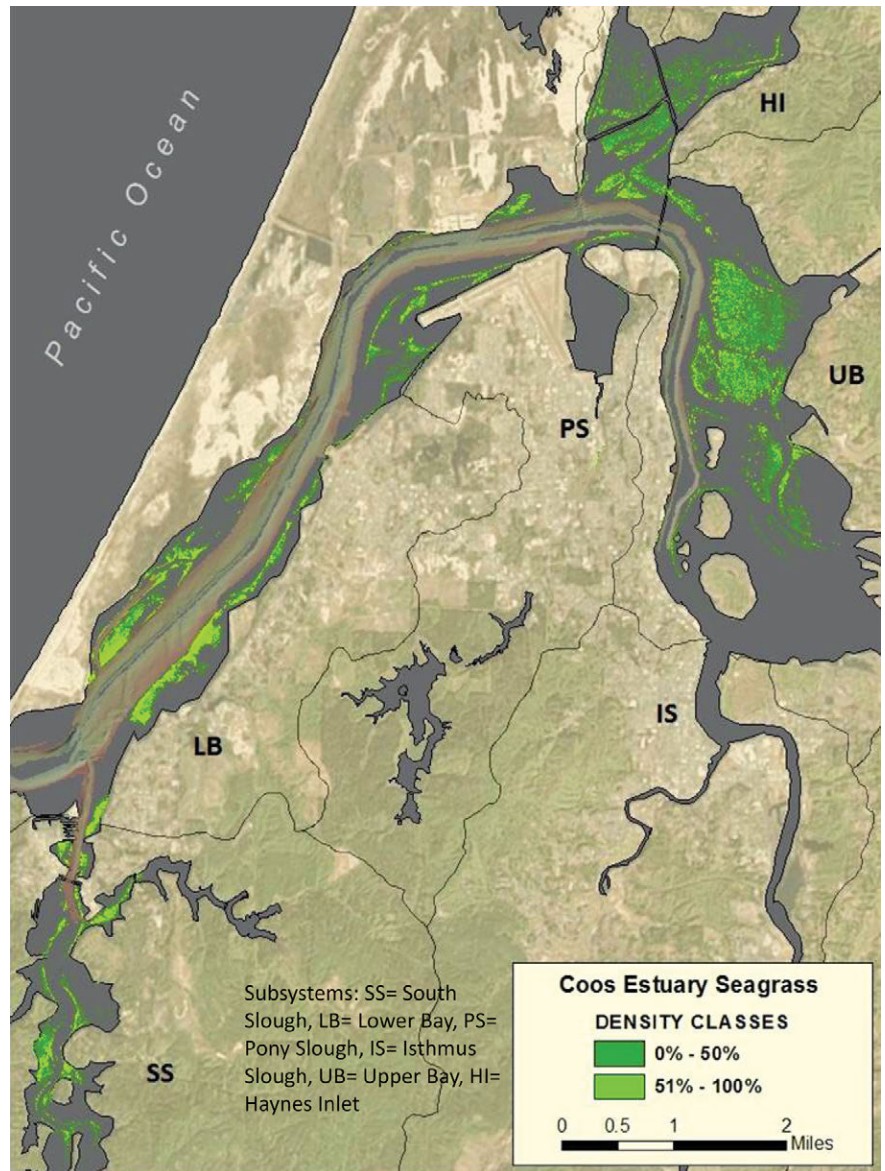 Pacific Ocean
HI
UB
PS
IS
LB
SS
Subsystems: SS= South
Slough, LB= Lower Bay, PS=
Pony Slough, IS= Isthmus
Slough, UB= Upper Bay, HI=
Haynes Inlet
Coos Estuary Seagrass
DENSITY CLASSES
0% - 50%
51% - 100%
0 0.5 1 2
Miles